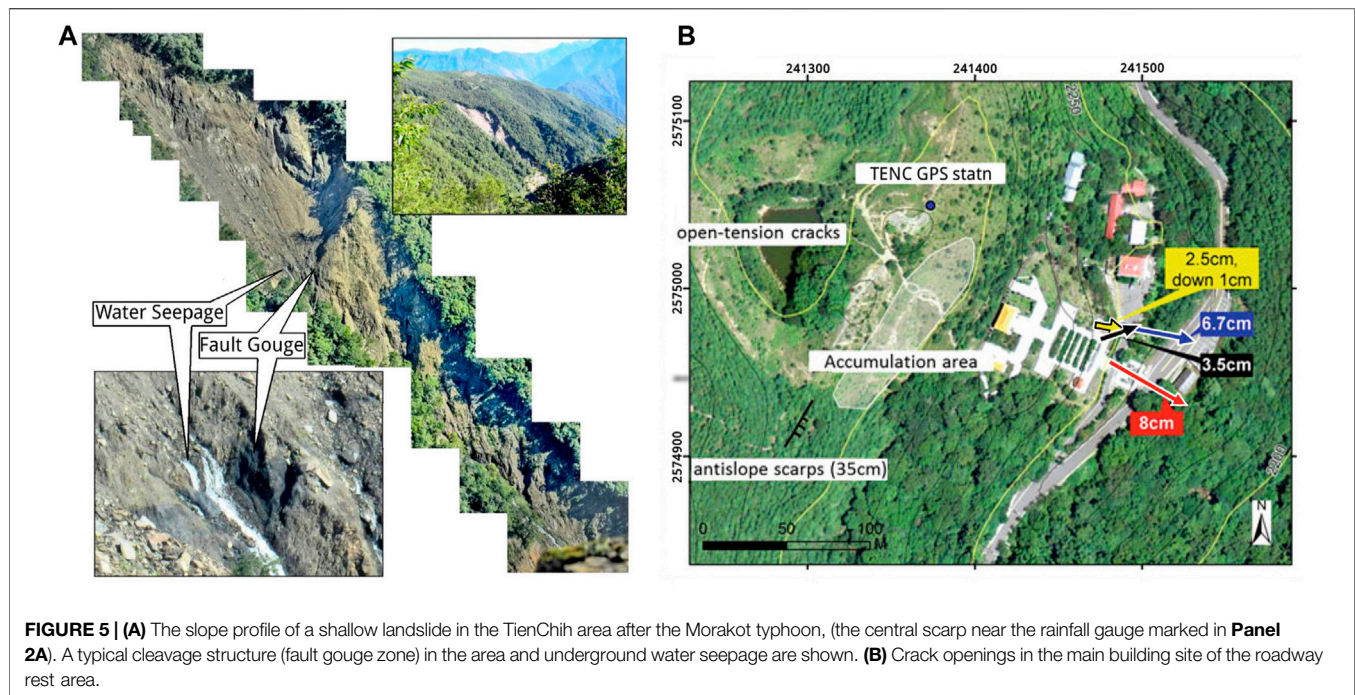 A
Water Seepage
Fault Gouge
B
241300
241400
241500
2575100
2575000
2574900
2250
TENC GPS statn
open-tension cracks
2.5cm,
down 1cm
6.7cm
3.5cm
Accumulation area
8cm
antislope scarps (35cm)
2200
0
50
100
M
N
FIGURE 5 | (A) The slope profile of a shallow landslide in the TienChih area after the Morakot typhoon, (the central scarp near the rainfall gauge marked in Panel
2A). A typical cleavage structure (fault gouge zone) in the area and underground water seepage are shown. (B) Crack openings in the main building site of the roadway
rest area.